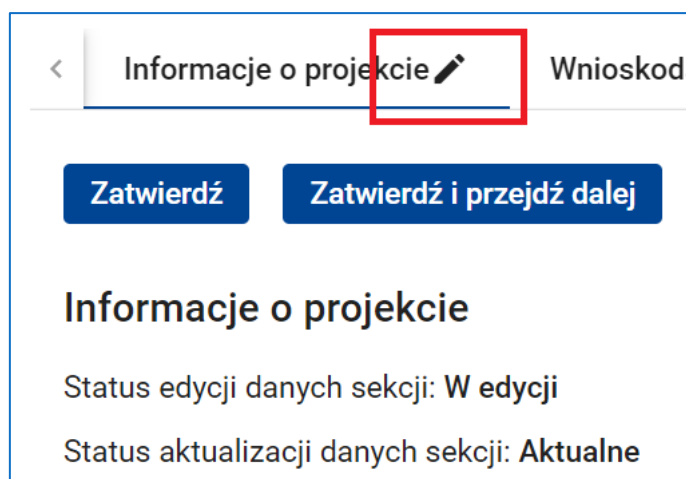 Informacje o projekcie Wnioskod
Zatwierdź Zatwierdź i przejdź dalej
Informacje o projekcie
Status edycji danych sekcji: W edycji
Status aktualizacji danych sekcji: Aktualne